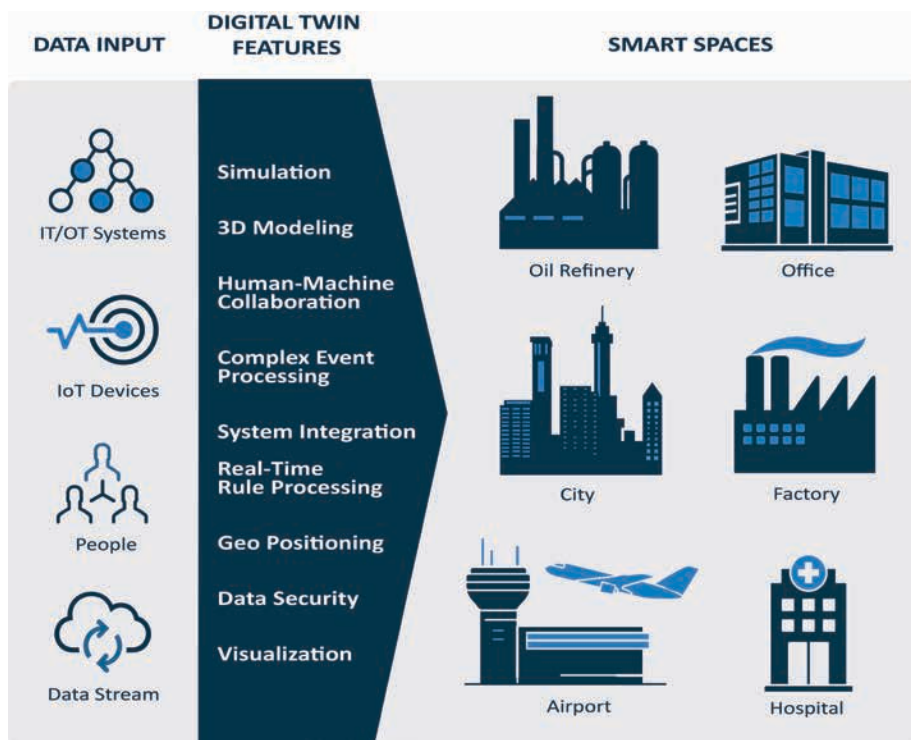 DATA INPUT
DIGITAL TWIN
FEATURES
SMART SPACES
IT/OT Systems
IoT Devices
People
Data Stream
Simulation
3D Modeling
Human-Machine
Collaboration
Complex Event
Processing
System Integration
Real-Time
Rule Processing
Geo Positioning
Data Security
Visualization
Oil Refinery
Office
City
Factory
Airport
Hospital